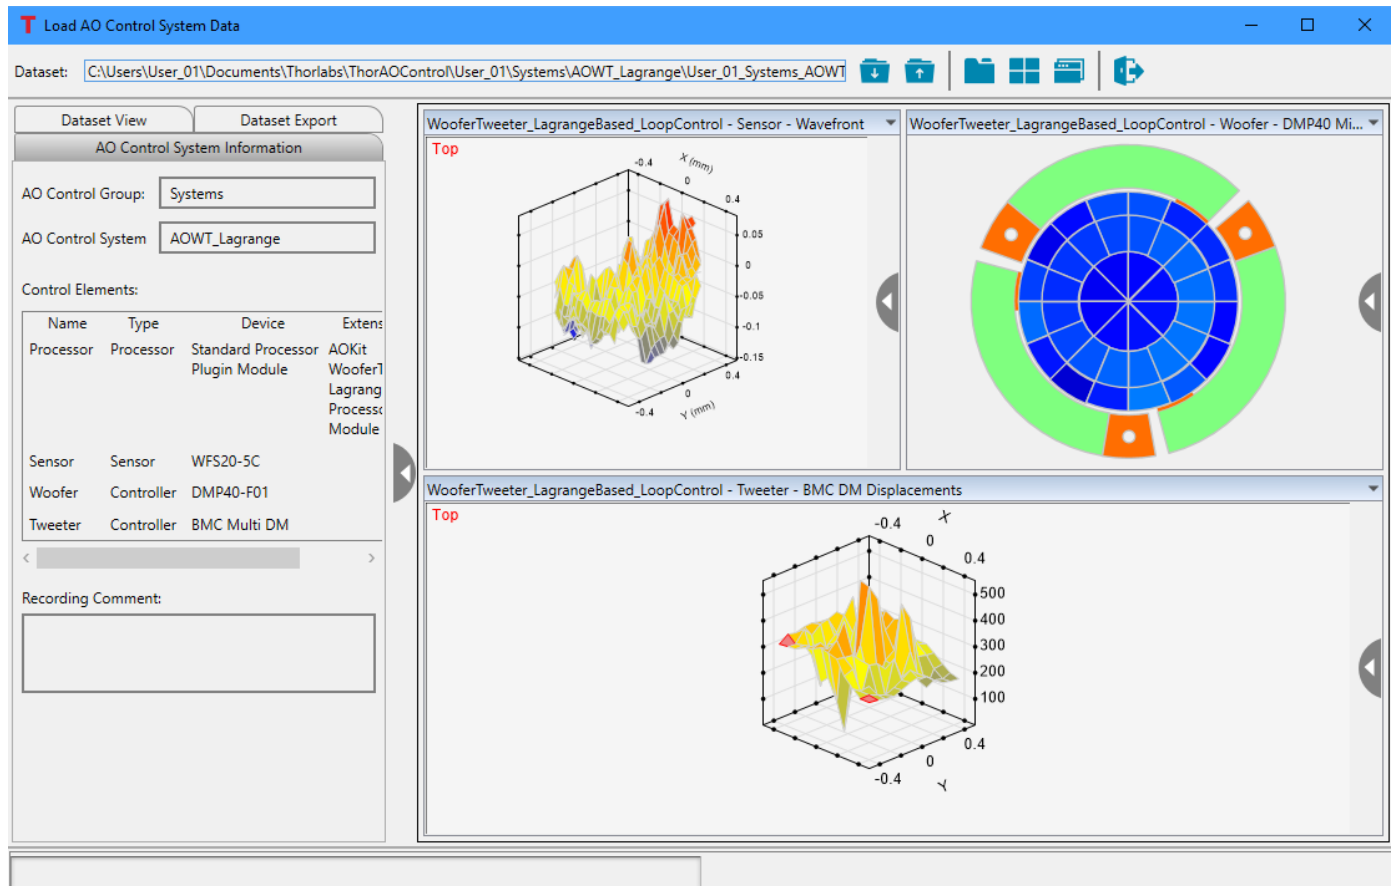 Load AO Control System Data
Dataset: C:\Users\User_01\Documents\Thorlabs\ThorAOControl\User_01\Systems\AOWT_Lagrange\User_01_Systems_AOWT
Dataset View Dataset Export
AO Control System Information
AO Control Group: Systems
AO Control System AOWT_Lagrange
Control Elements:
Name Type Device Extens
Processor Processor Standard Processor AOKit
Plugin Module WooferT
Lagrang
Processo
Module
Sensor Sensor WFS20-5C
Woofer Controller DMP40-F01
Tweeter Controller BMC Multi DM
Recording Comment:
WooferTweeter_LagrangeBased_LoopControl - Sensor - Wavefront
Top
-0.4 X (mm)
0
0.4
0.05
0
-0.05
-0.1
-0.15
0.4
0
-0.4 Y (mm)
WooferTweeter_LagrangeBased_LoopControl - Woofer - DMP40 Mi...
WooferTweeter_LagrangeBased_LoopControl - Tweeter - BMC DM Displacements
Top
-0.4 X
0
0.4
500
400
300
200
100
0.4
0
-0.4 Y